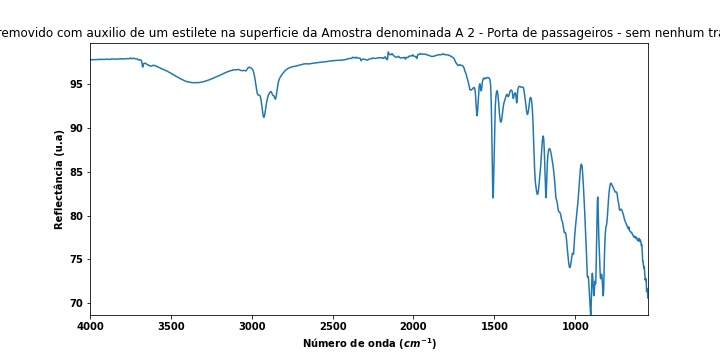 removido com auxilio de um estilete na superficie da Amostra denominada A 2 - Porta de passageiros - sem nenhum tra
95
90
85
80
75
70
Reflectância (u.a)
4000 3500 3000 2500 2000 1500 1000
Número de onda (cm⁻¹)